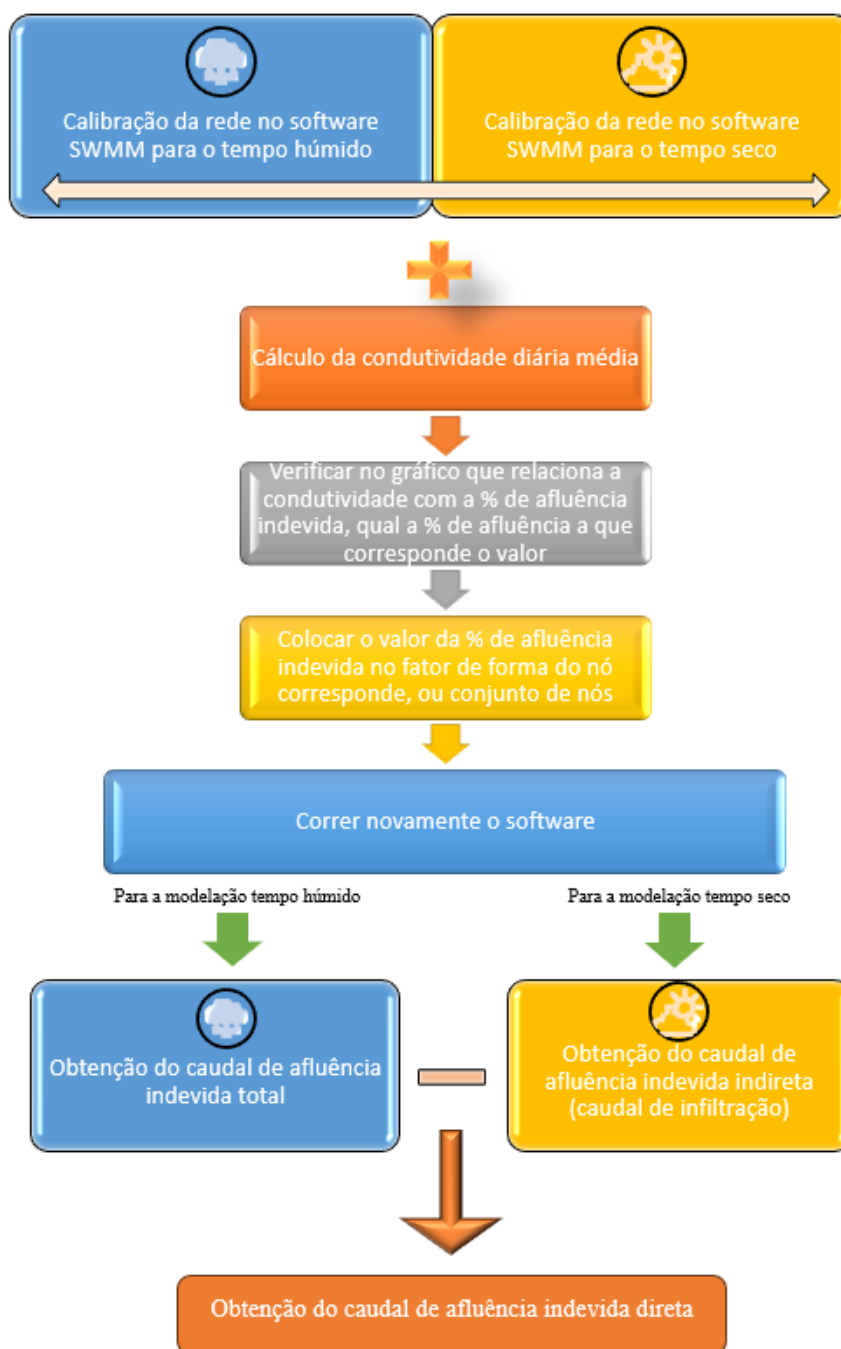 Calibração da rede no software
SWMM para o tempo húmido
Calibração da rede no software
SWMM para o tempo seco
Cálculo da condutividade diária média
Verificar no gráfico que relaciona a
condutividade com a % de afluência
indevida, qual a % de afluência a que
corresponde o valor
Colocar o valor da % de afluência
indevida no fator de forma do nó
corresponde, ou conjunto de nós
Correr novamente o software
Para a modelação tempo húmido
Para a modelação tempo seco
Obtenção do caudal de afluência
indevida total
Obtenção do caudal de
afluência indevida indireta
(caudal de infiltração)
Obtenção do caudal de afluência indevida direta